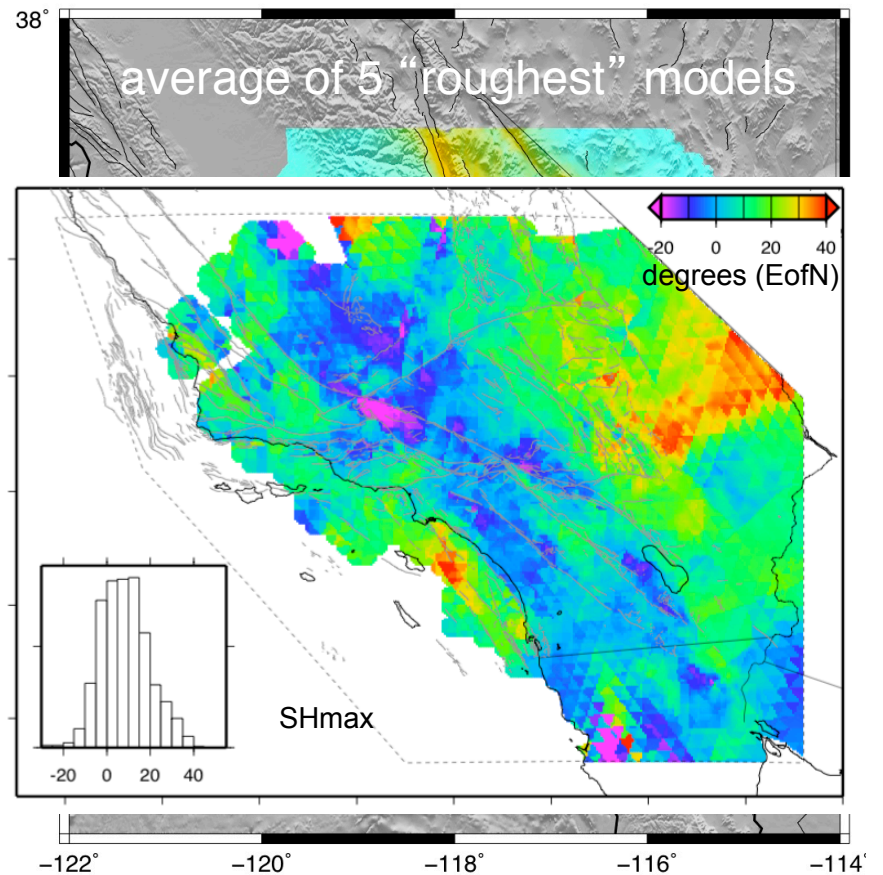 38°
average of 5 “roughest” models
-20 0 20 40
degrees (EofN)
SHmax
-20 0 20 40
−122° −120° −118° −116° −114°